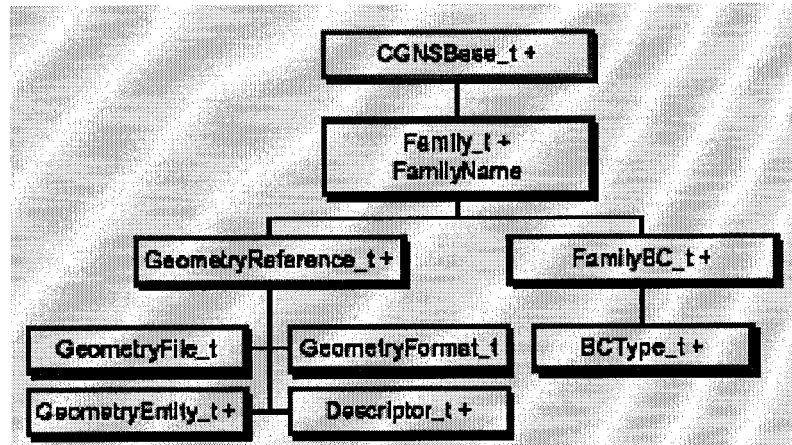 CGNSBase_t +
Family_t +
FamilyName
GeometryReference_t +
FamilyBC_t +
GeometryFile_t
GeometryFormat_t
BCType_t +
GeometryEntity_t +
Descriptor_t +